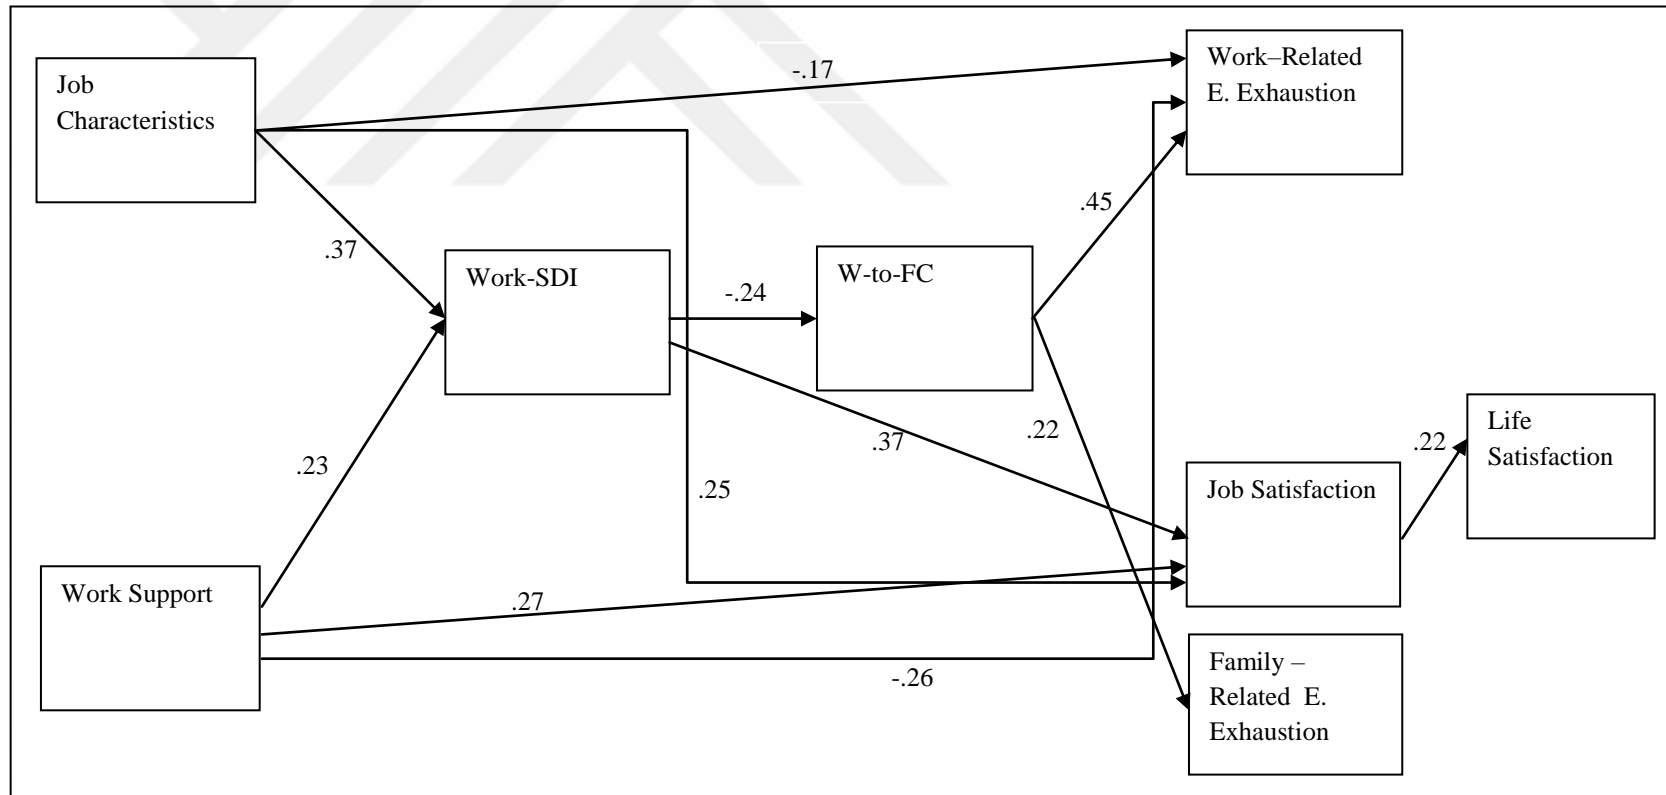 Job
Characteristics
-.17
Work–Related
E. Exhaustion
.37
Work-SDI
-.24
W-to-FC
.45
.23
.25
.37
.22
Job Satisfaction
.22
Life
Satisfaction
Work Support
.27
-.26
Family –
Related E.
Exhaustion